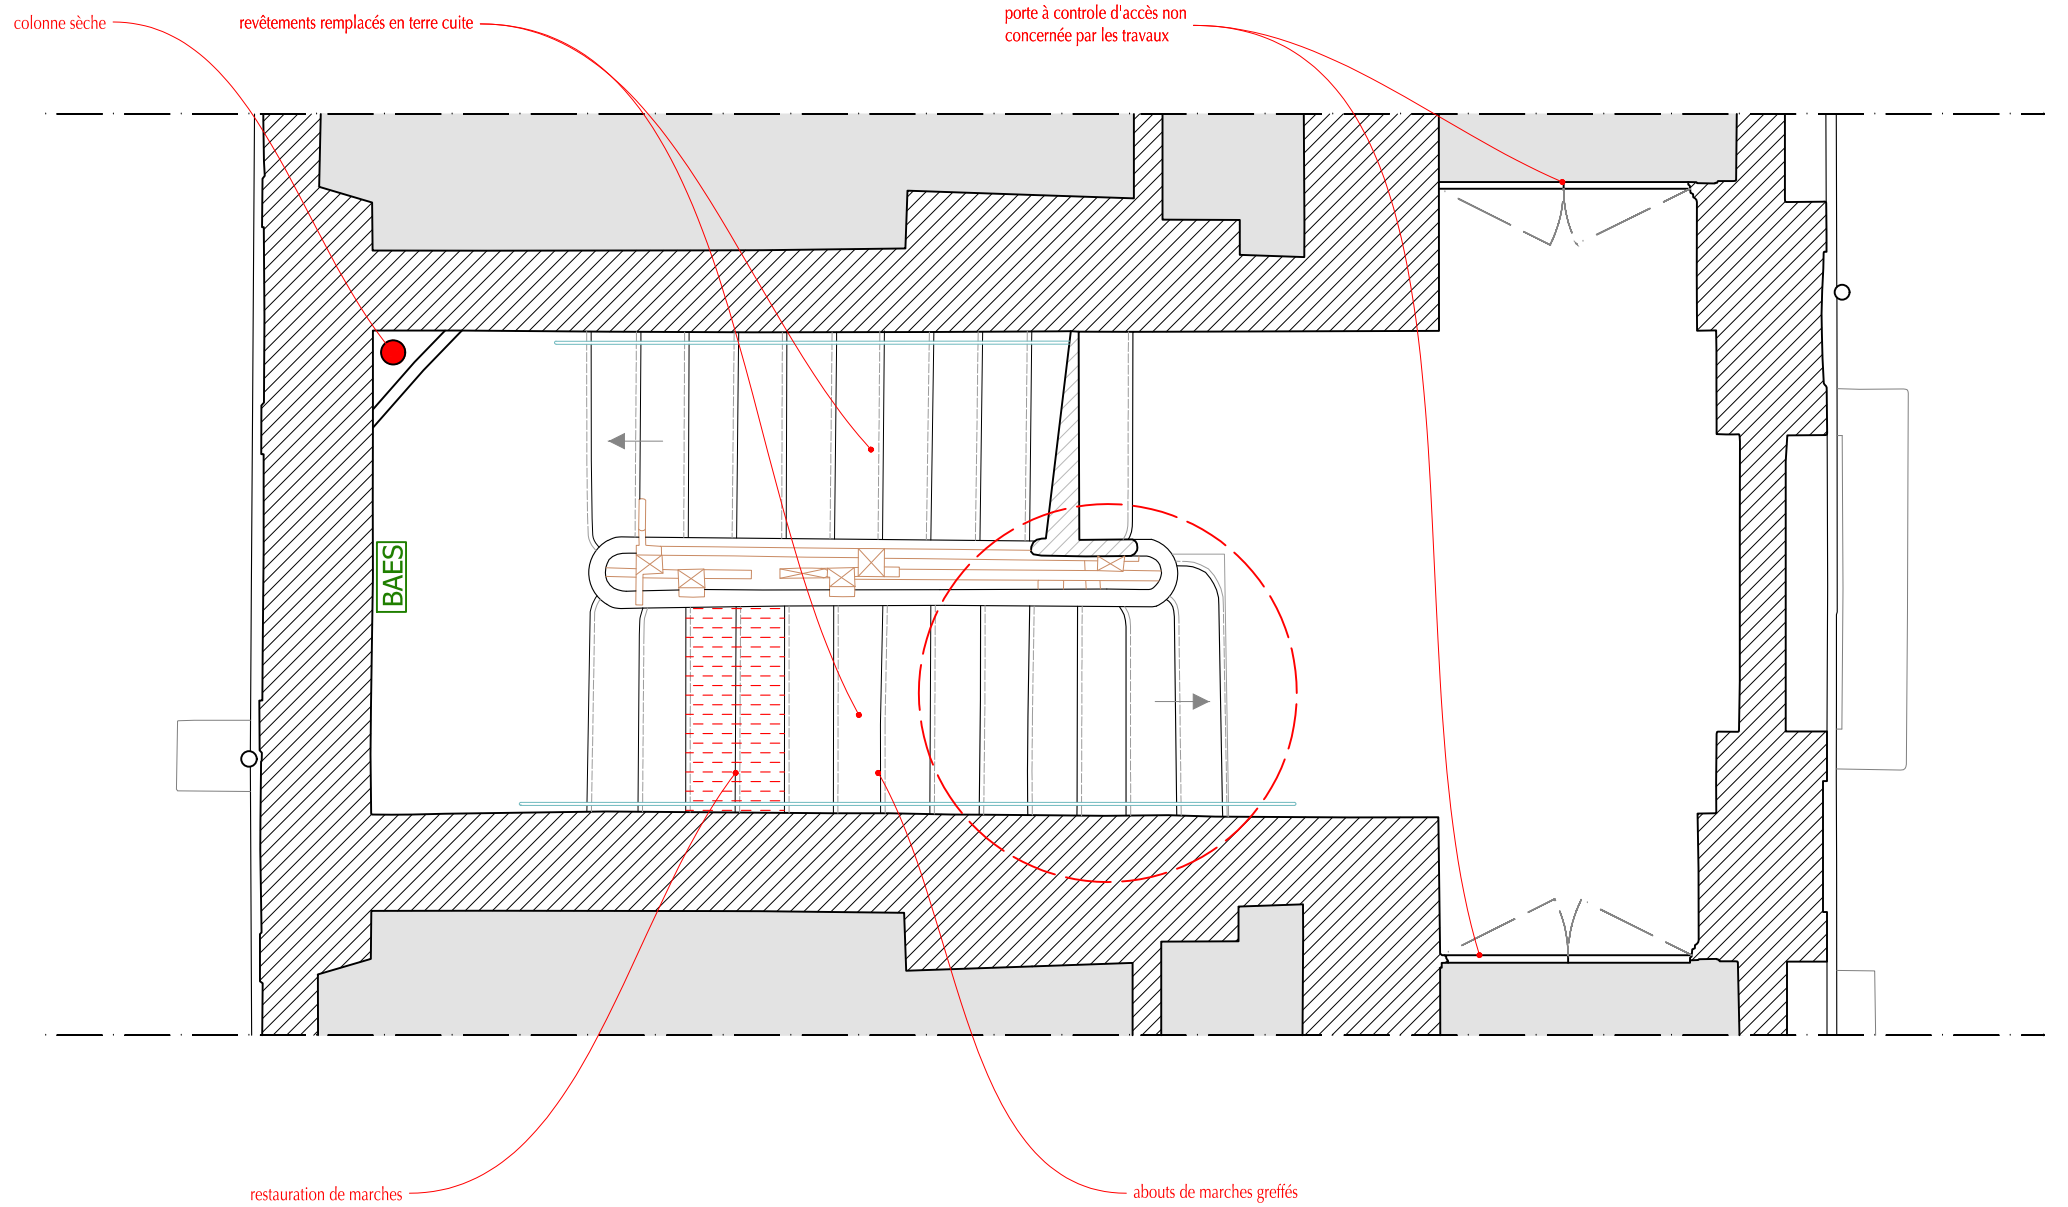 colonne sèche
revêtements remplacés en terre cuite
porte à controle d'accès non
concernée par les travaux
BAES
restauration de marches
abouts de marches greffés